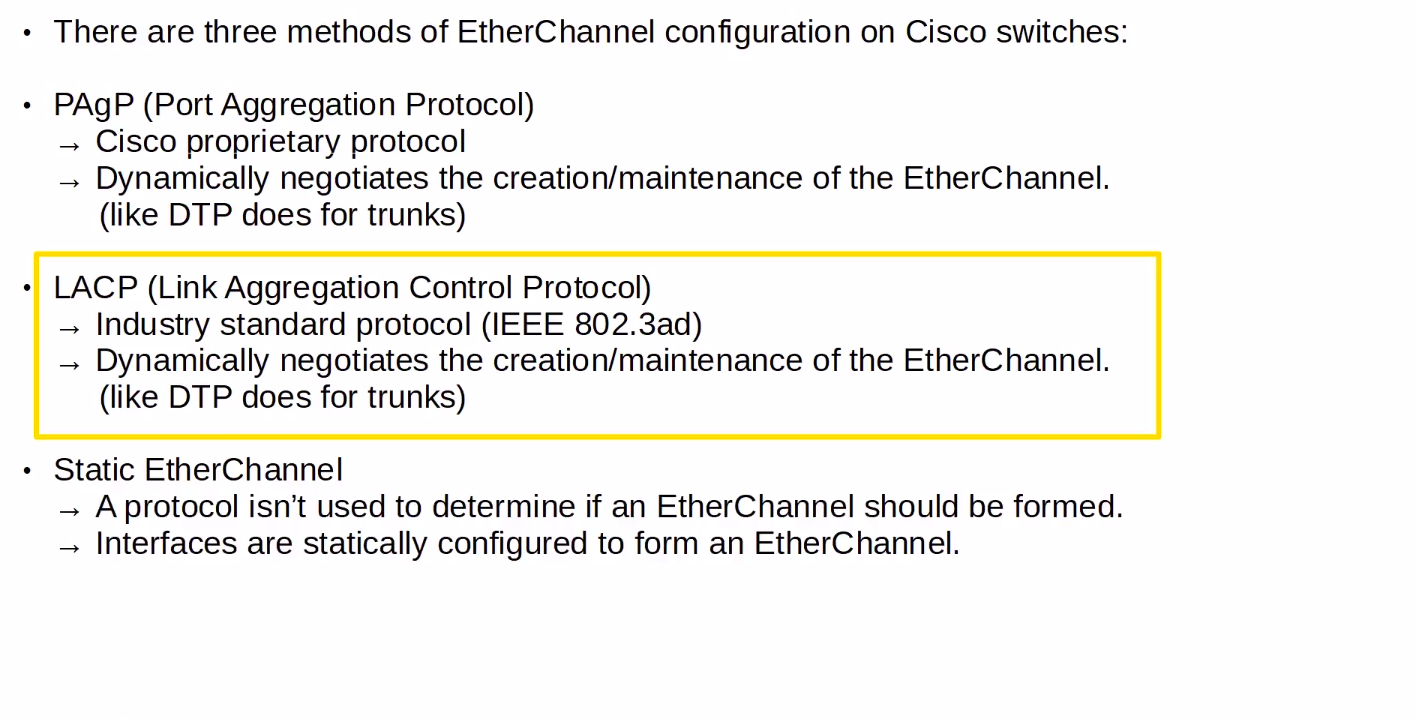 • There are three methods of EtherChannel configuration on Cisco switches:
• PAgP (Port Aggregation Protocol)
→ Cisco proprietary protocol
→ Dynamically negotiates the creation/maintenance of the EtherChannel.
(like DTP does for trunks)
• LACP (Link Aggregation Control Protocol)
→ Industry standard protocol (IEEE 802.3ad)
→ Dynamically negotiates the creation/maintenance of the EtherChannel.
(like DTP does for trunks)
• Static EtherChannel
→ A protocol isn’t used to determine if an EtherChannel should be formed.
→ Interfaces are statically configured to form an EtherChannel.